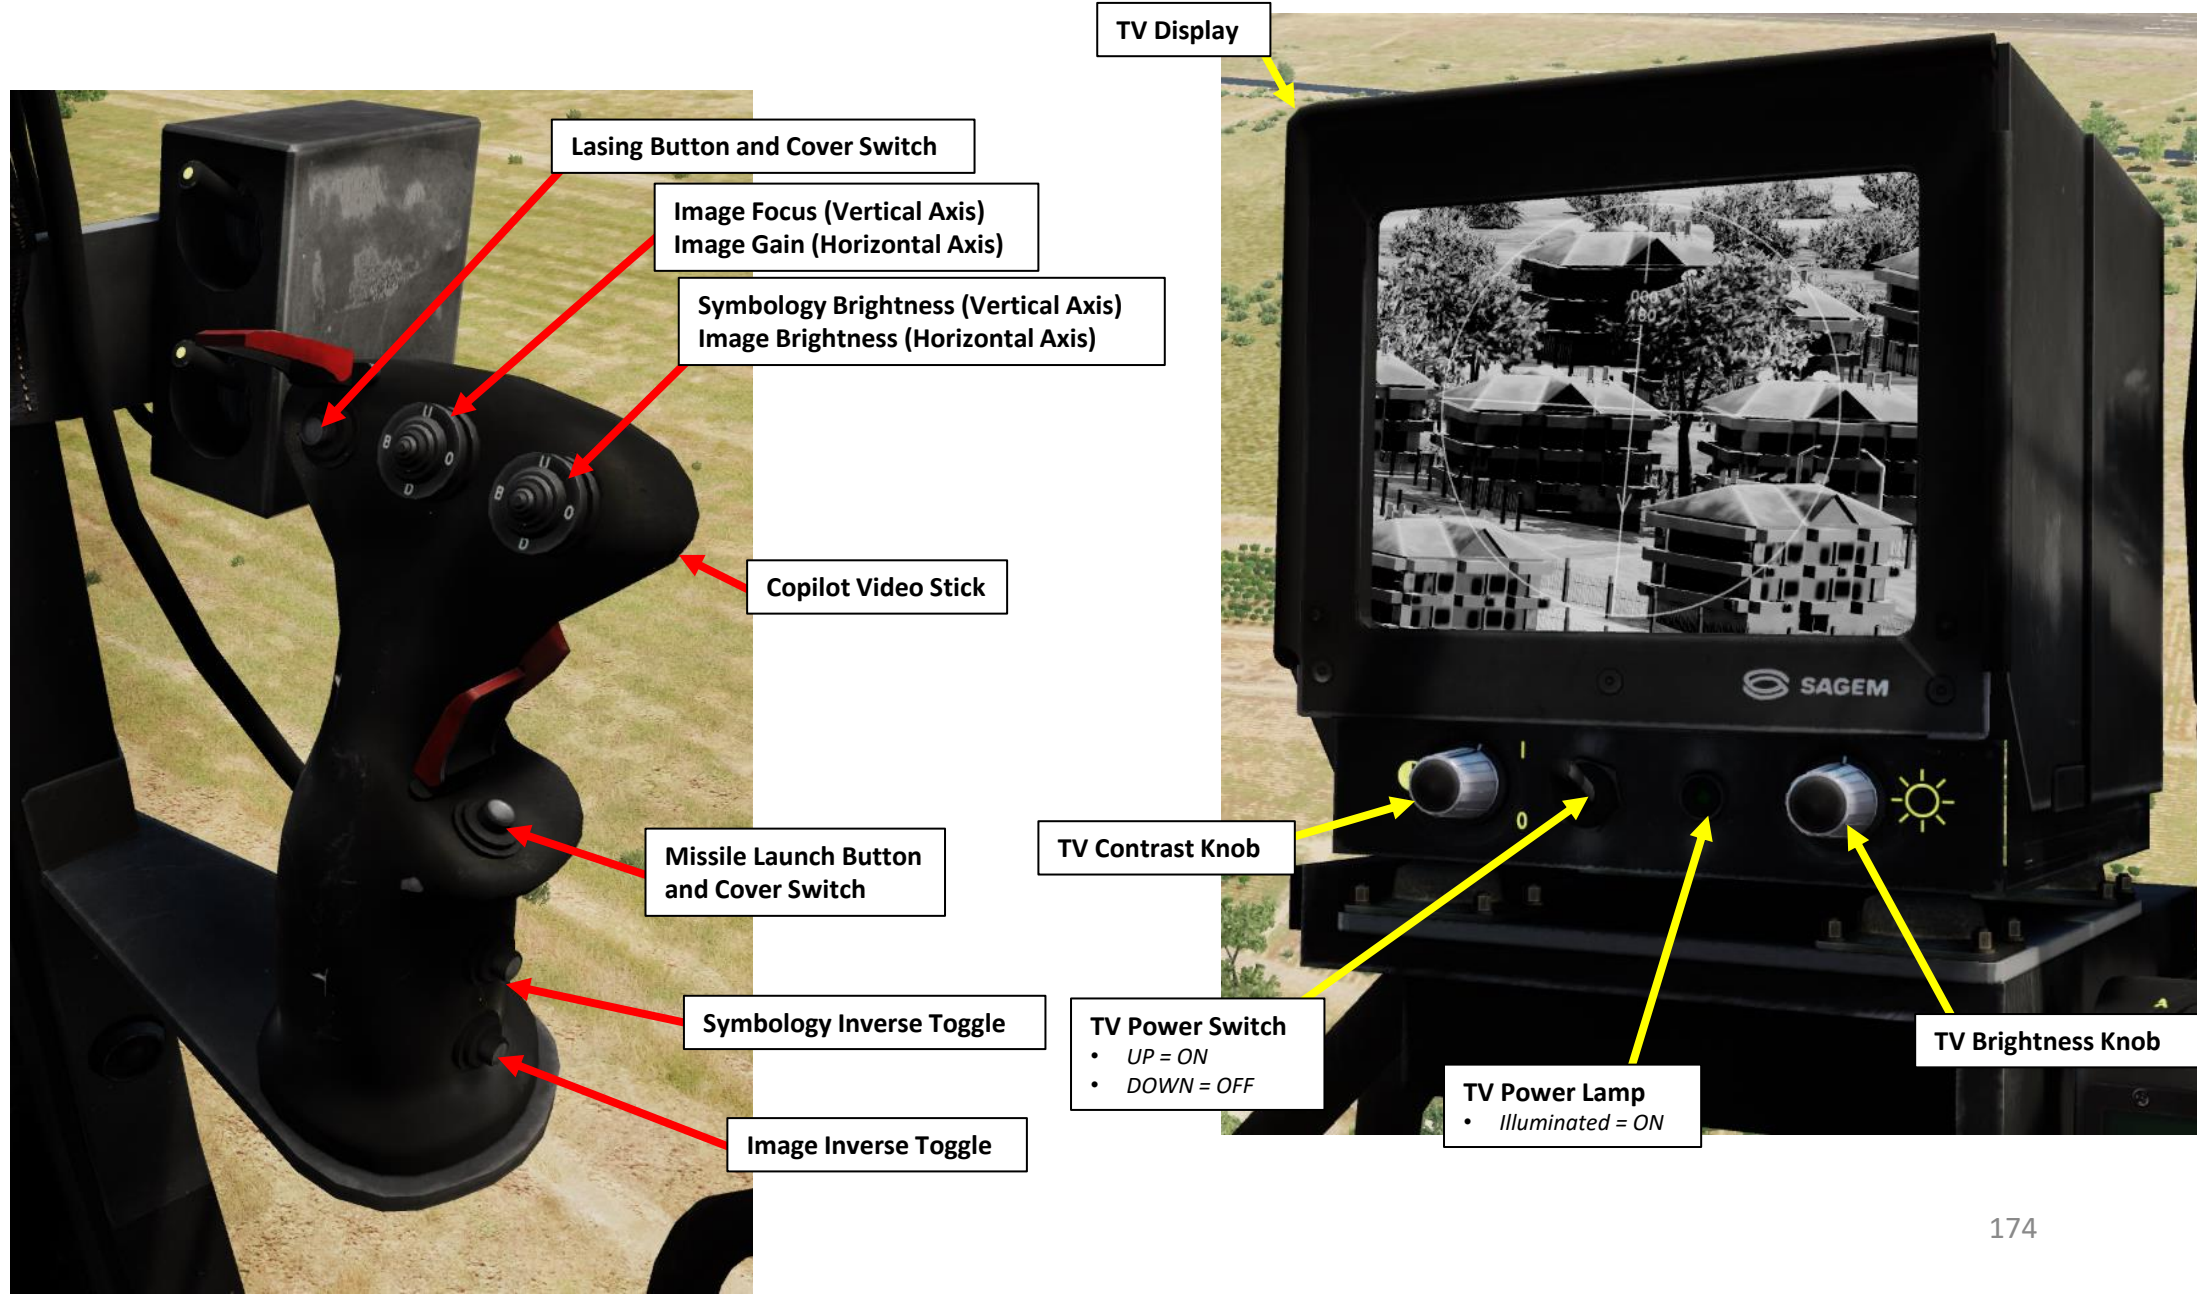 TV Display
Lasing Button and Cover Switch
Image Focus (Vertical Axis)
Image Gain (Horizontal Axis)
Symbology Brightness (Vertical Axis)
Image Brightness (Horizontal Axis)
U
B
O
D
U
B
O
D
Copilot Video Stick
Missile Launch Button
and Cover Switch
Symbology Inverse Toggle
Image Inverse Toggle
000
180
SAGEM
I
0
TV Contrast Knob
TV Power Switch
• UP = ON
• DOWN = OFF
TV Power Lamp
• Illuminated = ON
TV Brightness Knob
A
174